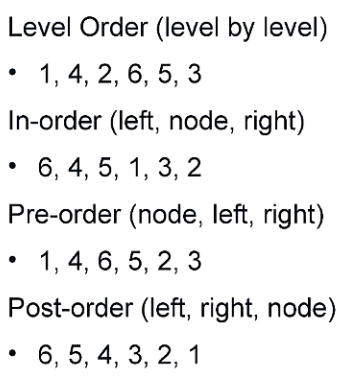 Level Order (level by level)
• 1, 4, 2, 6, 5, 3
In-order (left, node, right)
• 6, 4, 5, 1, 3, 2
Pre-order (node, left, right)
• 1, 4, 6, 5, 2, 3
Post-order (left, right, node)
• 6, 5, 4, 3, 2, 1